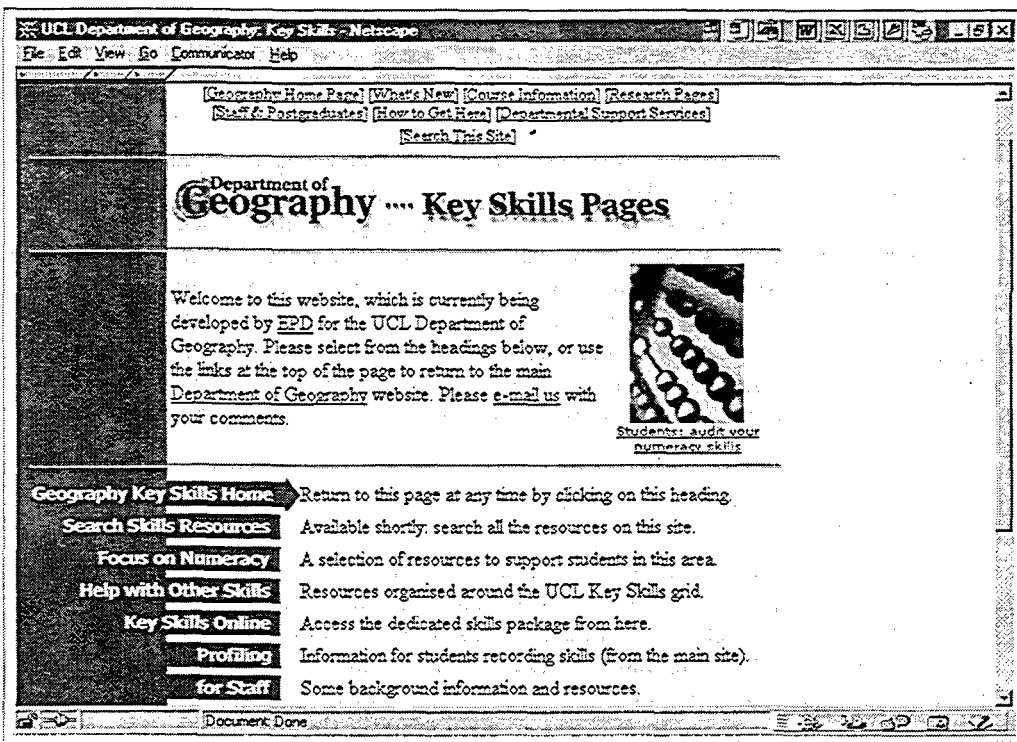 UCL Department of Geography: Key Skills - Netscape
File Edit View Go Communicator Help
[Geography Home Page] [What's New] [Course Information] [Research Pages]
[Staff & Postgraduates] [How to Get Here] [Departmental Support Services]
[Search This Site]
Department of
Geography .... Key Skills Pages
Welcome to this website, which is currently being
developed by EPD for the UCL Department of
Geography. Please select from the headings below, or use
the links at the top of the page to return to the main
Department of Geography website. Please e-mail us with
your comments.
Students: audit your
numeracy skills
Geography Key Skills Home Return to this page at any time by clicking on this heading.
Search Skills Resources Available shortly: search all the resources on this site.
Focus on Numeracy A selection of resources to support students in this area.
Help with Other Skills Resources organised around the UCL Key Skills grid.
Key Skills Online Access the dedicated skills package from here.
Profiling Information for students recording skills (from the main site).
for Staff Some background information and resources.
Document: Done